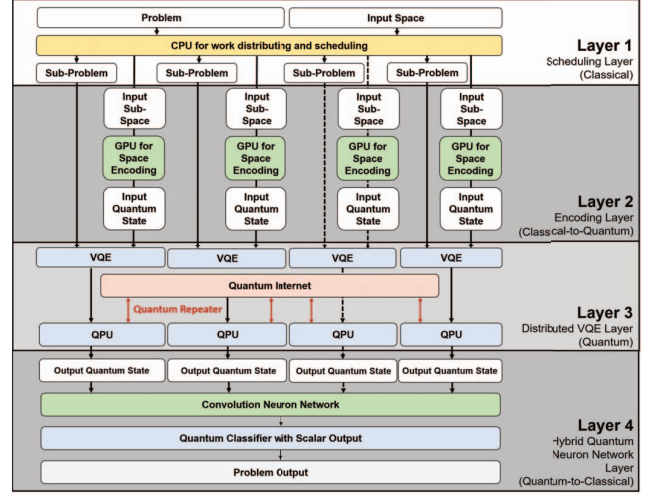 Problem
Input Space
CPU for work distributing and scheduling
Layer 1
Scheduling Layer
(Classical)
Sub-Problem
Sub-Problem
Sub-Problem
Sub-Problem
Input
Sub-
Space
Input
Sub-
Space
Input
Sub-
Space
Input
Sub-
Space
GPU for
Space
Encoding
GPU for
Space
Encoding
GPU for
Space
Encoding
GPU for
Space
Encoding
Input
Quantum
State
Input
Quantum
State
Input
Quantum
State
Input
Quantum
State
Layer 2
Encoding Layer
(Classcal-to-Quantum)
VQE
VQE
VQE
VQE
Quantum Internet
Quantum Repeater
QPU
QPU
QPU
QPU
Layer 3
Distributed VQE Layer
(Quantum)
Output Quantum State
Output Quantum State
Output Quantum State
Output Quantum State
Convolution Neuron Network
Quantum Classifier with Scalar Output
Problem Output
Layer 4
Hybrid Quantum
Neuron Network
Layer
(Quantum-to-Classical)